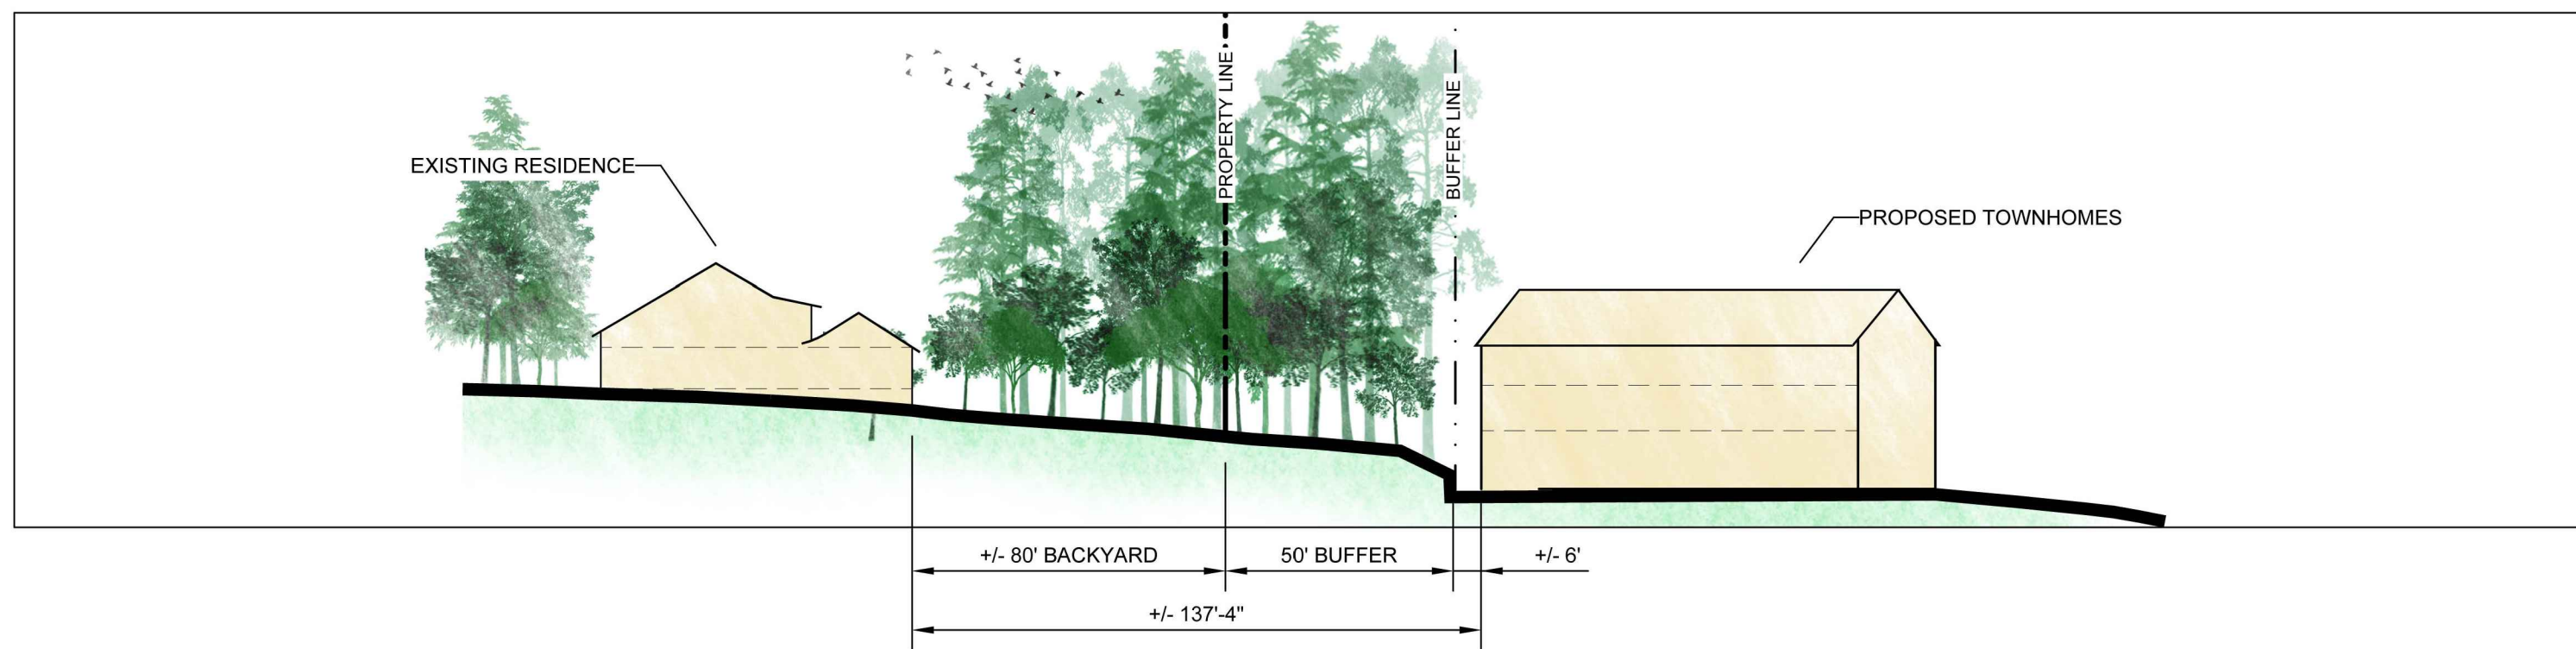 PROPERTY LINE
BUFFER LINE
EXISTING RESIDENCE
PROPOSED TOWNHOMES
+/- 80' BACKYARD
50' BUFFER
+/- 6'
+/- 137'-4"